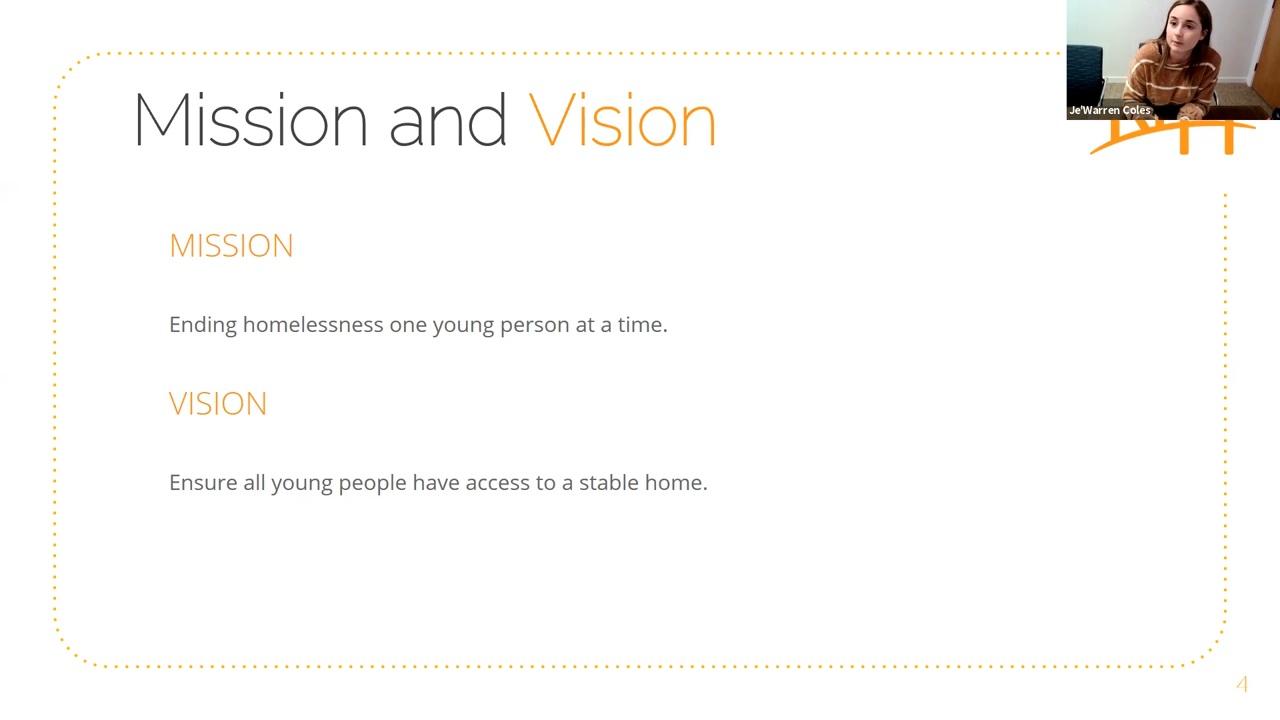 Mission and Vision
Je'Warren Coles
MISSION
Ending homelessness one young person at a time.
VISION
Ensure all young people have access to a stable home.
4